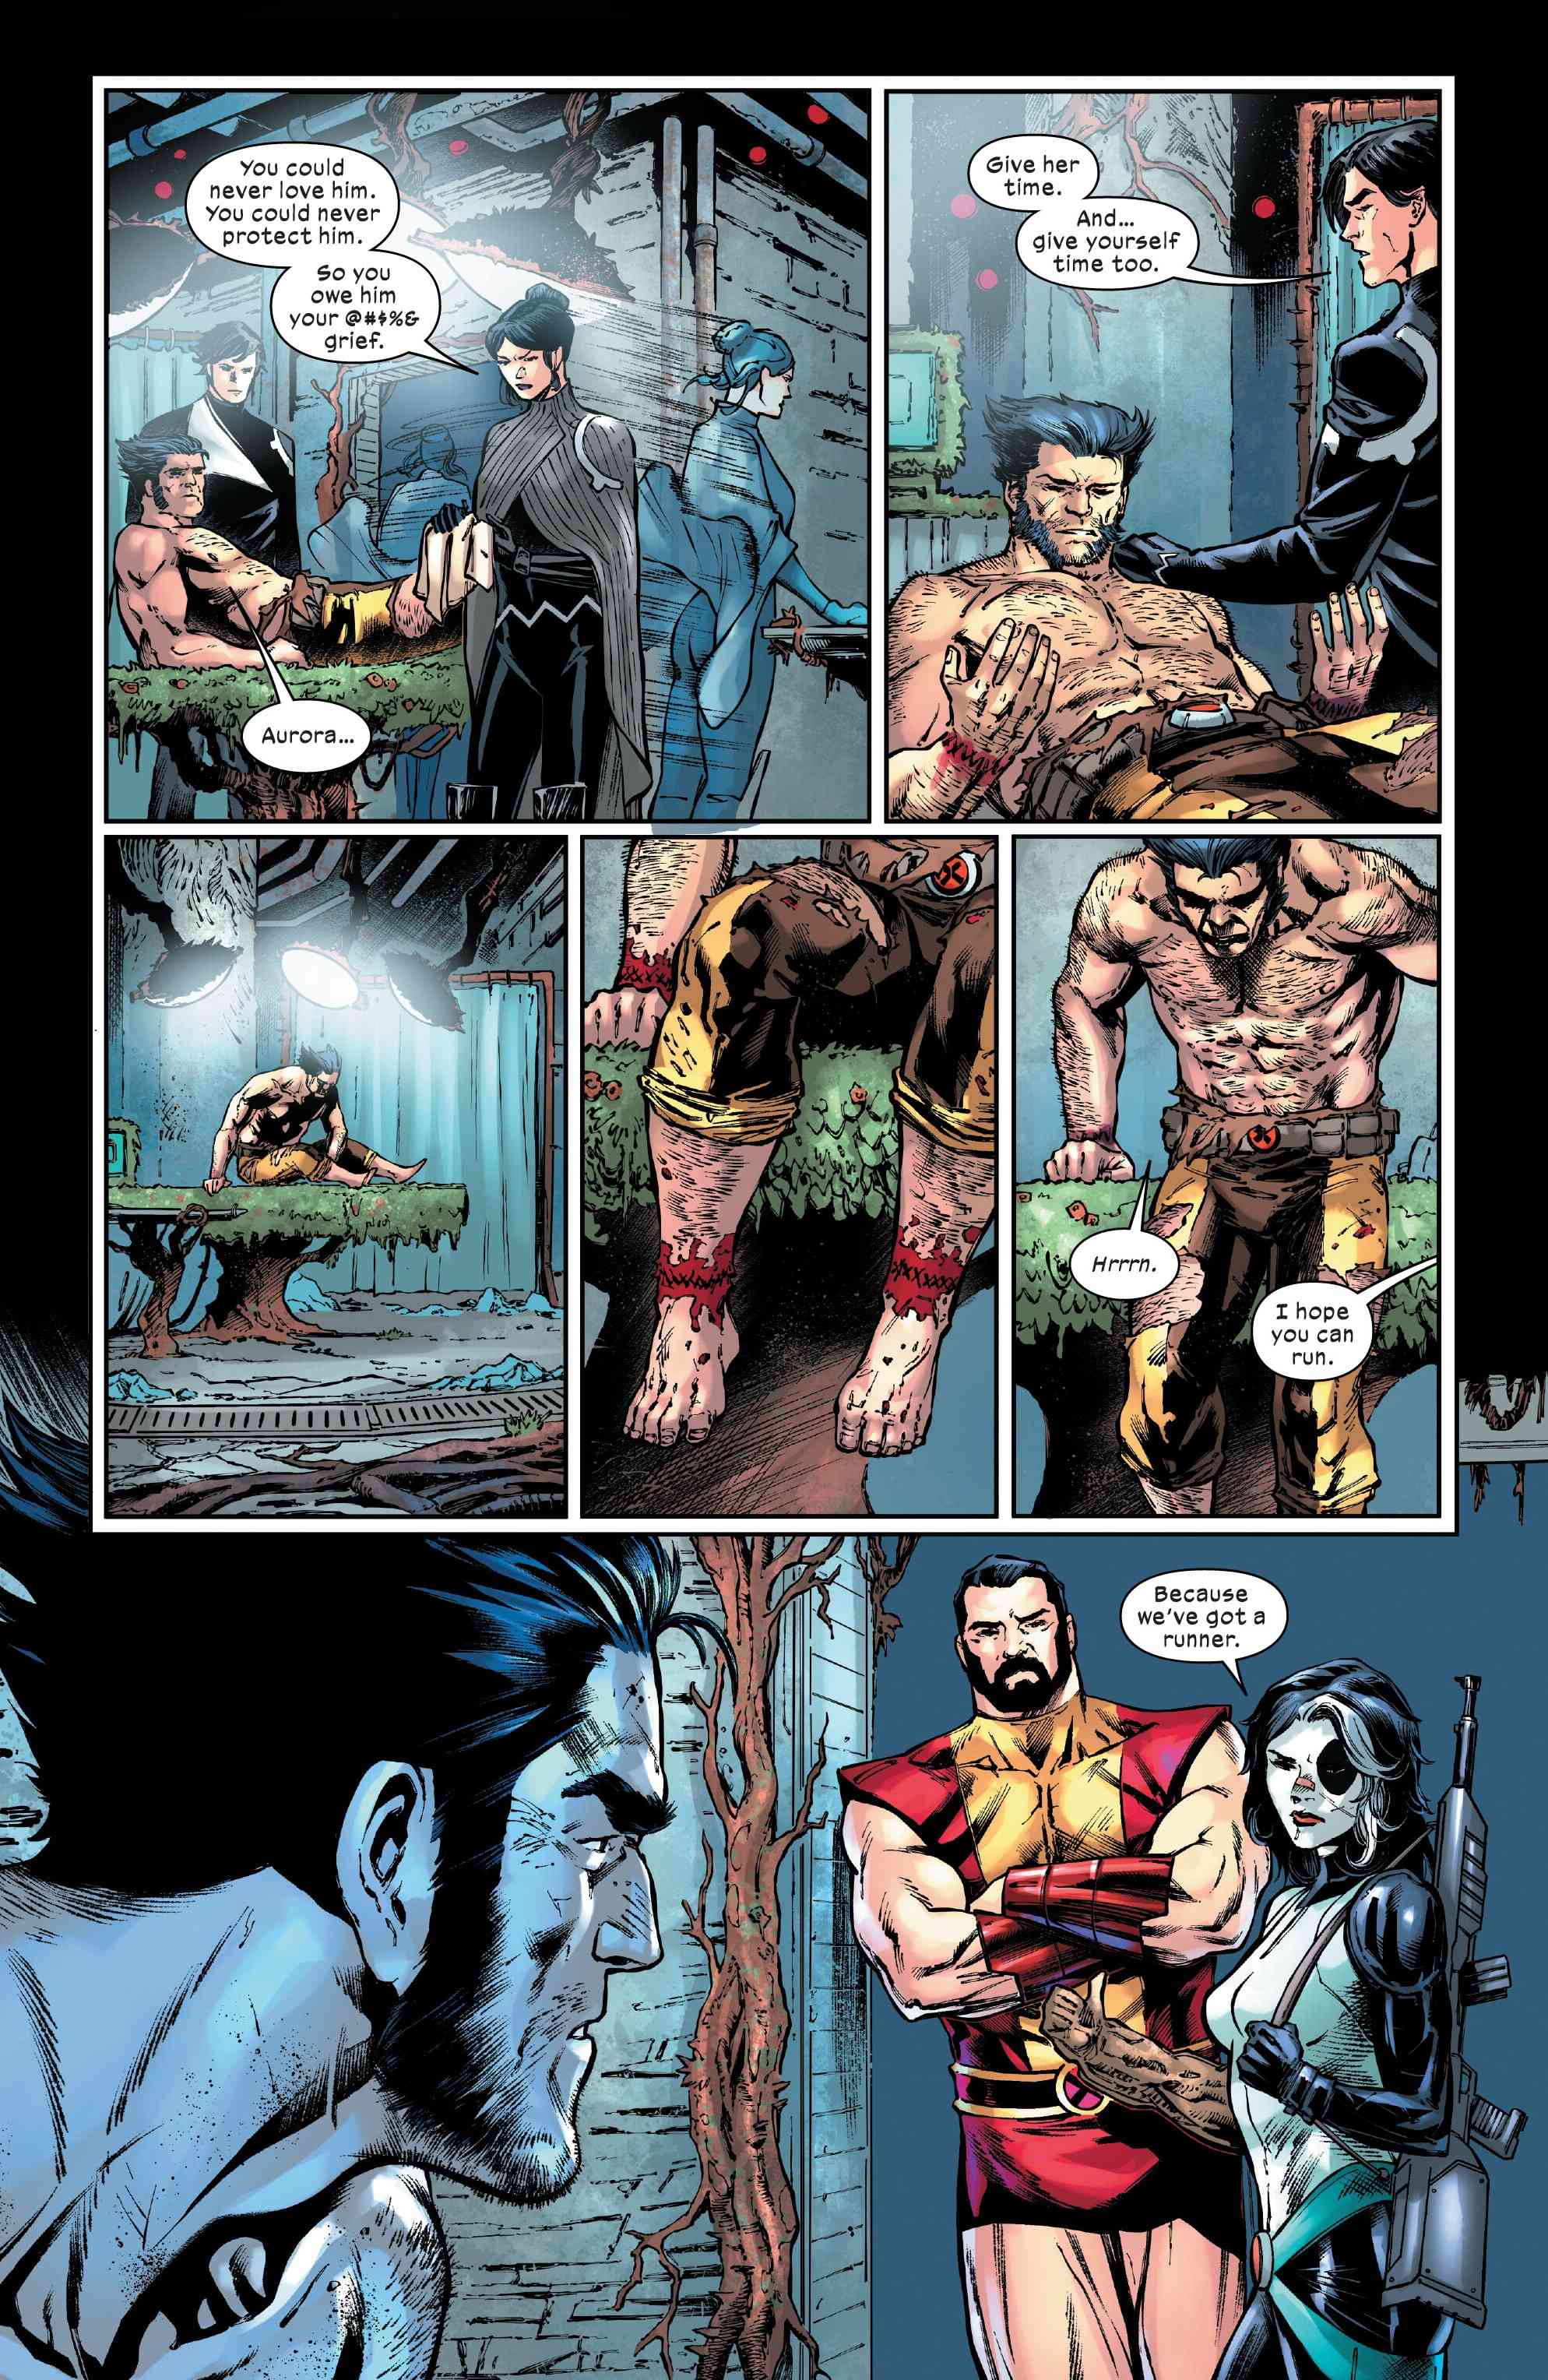 You could
never love him.
You could never
protect him.
So you
owe him
your @#$%&
grief.
Aurora...
Give her
time.
And...
give yourself
time too.
Hrrrn.
I hope
you can
run.
Because
we've got a
runner.